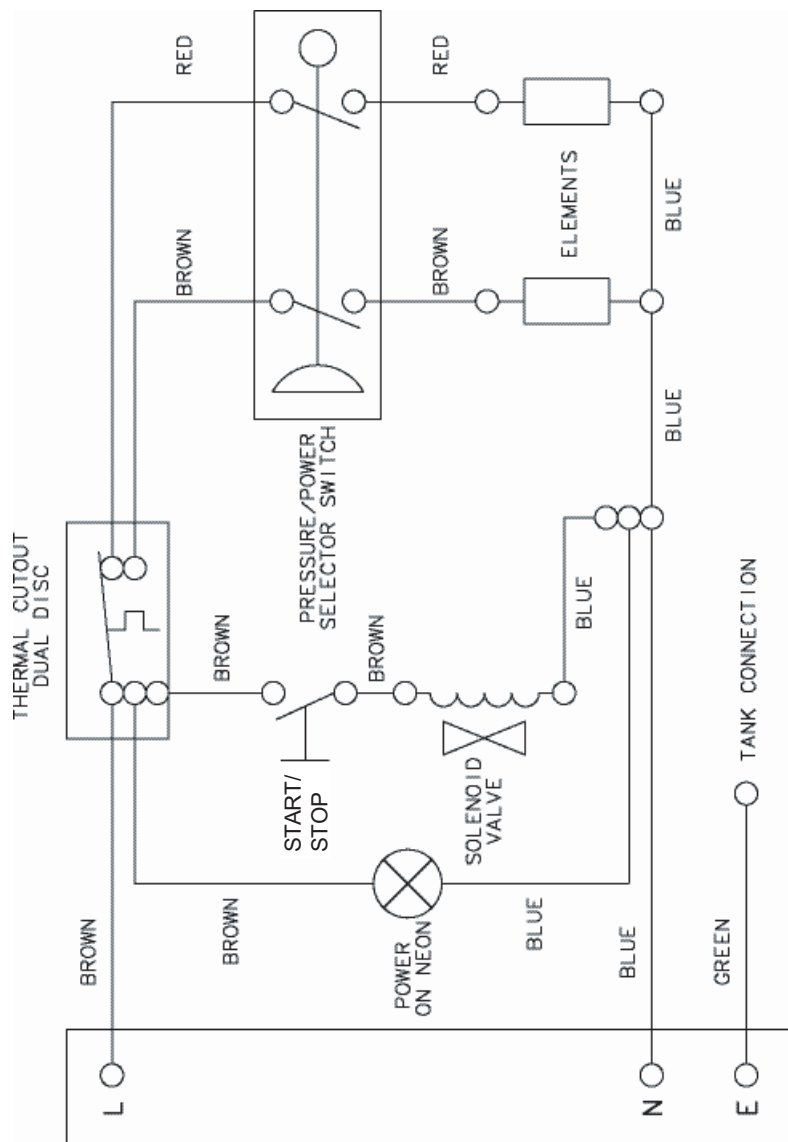 THERMAL CUTOUT
DUAL DISC
RED
RED
BROWN
BROWN
ELEMENTS
BLUE
BLUE
PRESSURE/POWER
SELECTOR SWITCH
BROWN
BROWN
BLUE
START/
STOP
SOLENOID
VALVE
TANK CONNECTION
BROWN
BROWN
POWER
ON NEON
BLUE
BLUE
GREEN
L
N
E